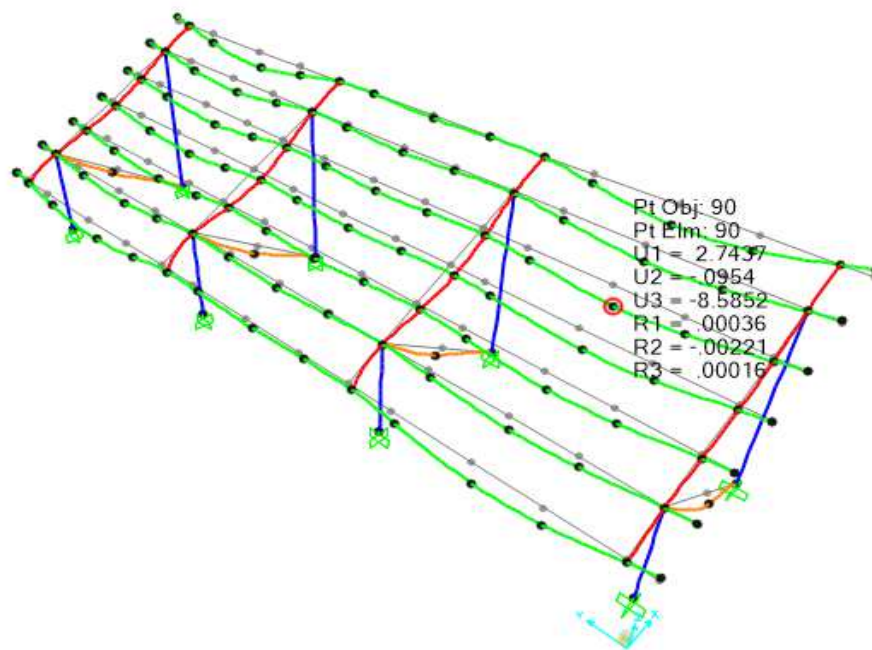 Pt Obj: 90
Pt Elm: 90
U1 = 2.7437
U2 = -.0954
U3 = -8.5852
R1 = .00036
R2 = -.00221
R3 = .00016
Y
X